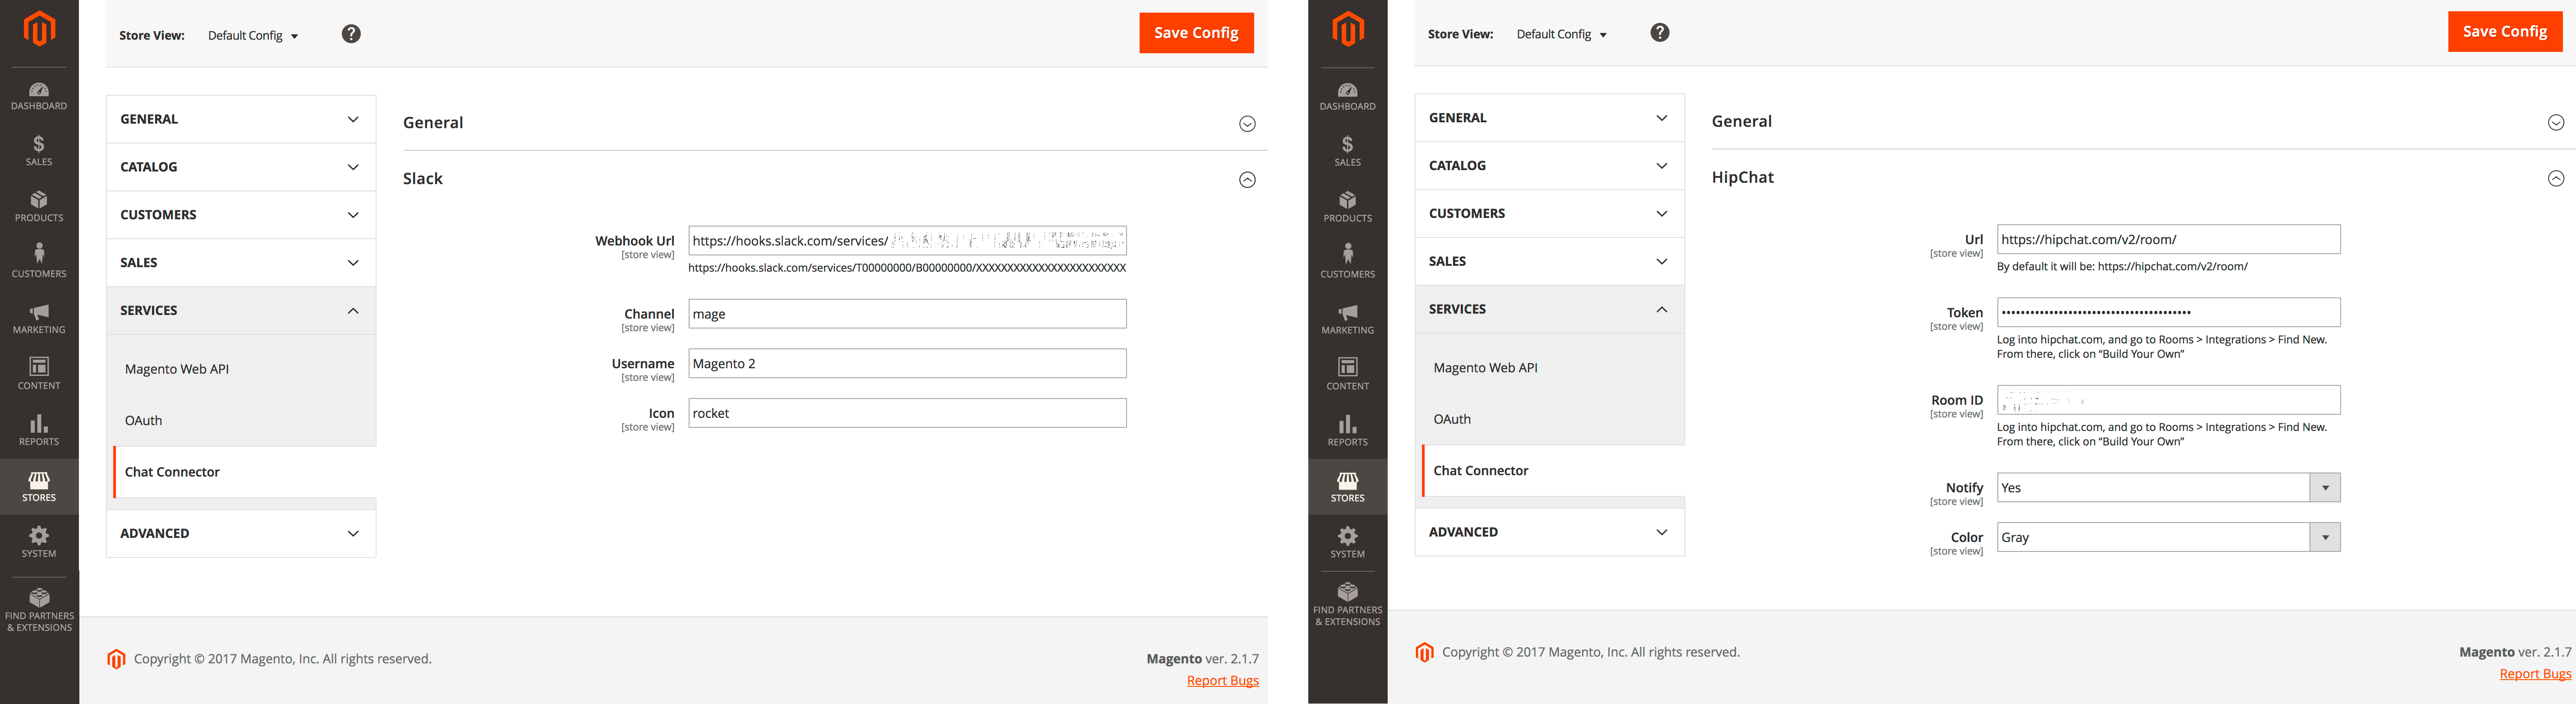 Store View: Default Config
Save Config
DASHBOARD
SALES
PRODUCTS
CUSTOMERS
MARKETING
CONTENT
REPORTS
STORES
SYSTEM
FIND PARTNERS
& EXTENSIONS
GENERAL
CATALOG
CUSTOMERS
SALES
SERVICES
Magento Web API
OAuth
Chat Connector
ADVANCED
General
Slack
Webhook Url https://hooks.slack.com/services/
[store view]
https://hooks.slack.com/services/T00000000/B00000000/XXXXXXXXXXXXXXXXXXXXXXXX
Channel mage
[store view]
Username Magento 2
[store view]
Icon rocket
[store view]
Copyright © 2017 Magento, Inc. All rights reserved.
Magento ver. 2.1.7
Report Bugs
Store View: Default Config
Save Config
DASHBOARD
SALES
PRODUCTS
CUSTOMERS
MARKETING
CONTENT
REPORTS
STORES
SYSTEM
FIND PARTNERS
& EXTENSIONS
GENERAL
CATALOG
CUSTOMERS
SALES
SERVICES
Magento Web API
OAuth
Chat Connector
ADVANCED
General
HipChat
Url https://hipchat.com/v2/room/
[store view]
By default it will be: https://hipchat.com/v2/room/
Token
[store view]
Log into hipchat.com, and go to Rooms > Integrations > Find New.
From there, click on “Build Your Own”
Room ID
[store view]
Log into hipchat.com, and go to Rooms > Integrations > Find New.
From there, click on “Build Your Own”
Notify Yes
[store view]
Color Gray
[store view]
Copyright © 2017 Magento, Inc. All rights reserved.
Magento ver. 2.1.7
Report Bugs